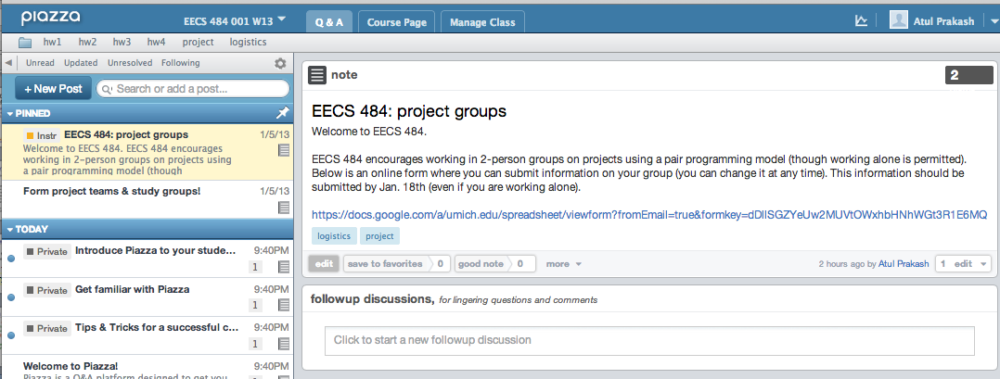 piazza EECS 484 001 W13 Q & A Course Page Manage Class Atul Prakash
hw1 hw2 hw3 hw4 project logistics
Unread Updated Unresolved Following
+ New Post Search or add a post...
PINNED
Instr EECS 484: project groups 1/5/13
Welcome to EECS 484. EECS 484 encourages
working in 2-person groups on projects using
a pair programming model (though
Form project teams & study groups! 1/5/13
TODAY
Private Introduce Piazza to your stude... 9:40PM
1
Private Get familiar with Piazza 9:40PM
1
Private Tips & Tricks for a successful c... 9:40PM
1
Welcome to Piazza! 9:40PM
Piazza is a Q&A platform designed to get you
note 2
EECS 484: project groups
Welcome to EECS 484.
EECS 484 encourages working in 2-person groups on projects using a pair programming model (though working alone is permitted).
Below is an online form where you can submit information on your group (you can change it at any time). This information should be
submitted by Jan. 18th (even if you are working alone).
https://docs.google.com/a/umich.edu/spreadsheet/viewform?fromEmail=true&formkey=dDlISGZYeUw2MUVtOWxhbHNhWGt3R1E6MQ
logistics project
edit save to favorites 0 good note 0 more 2 hours ago by Atul Prakash 1 edit
followup discussions, for lingering questions and comments
Click to start a new followup discussion